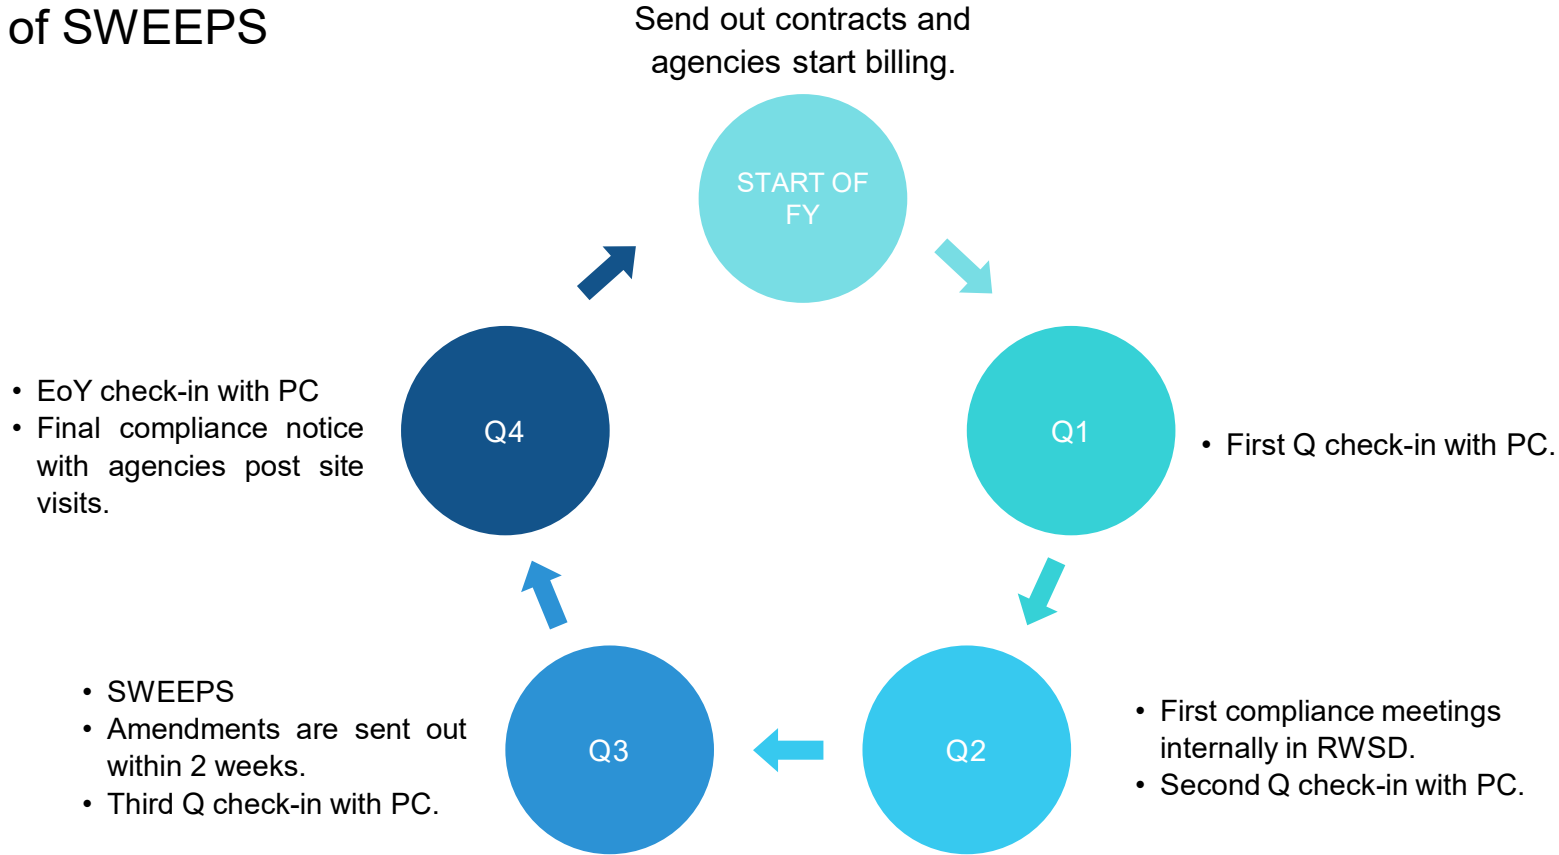 of SWEEPS
Send out contracts and
agencies start billing.
START OF
FY
Q1
• First Q check-in with PC.
Q2
• First compliance meetings
internally in RWSD.
• Second Q check-in with PC.
Q3
• SWEEPS
• Amendments are sent out
within 2 weeks.
• Third Q check-in with PC.
Q4
• EoY check-in with PC
• Final compliance notice
with agencies post site
visits.